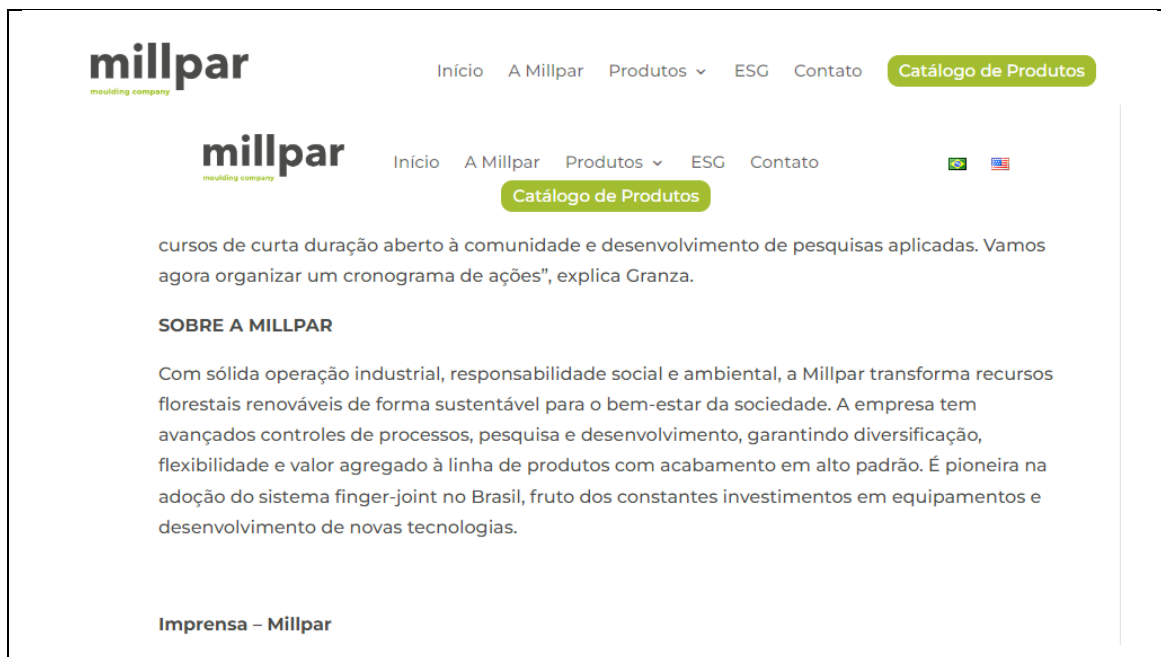 millpar
moulding company
Início A Millpar Produtos ESG Contato Catálogo de Produtos
millpar
moulding company
Início A Millpar Produtos ESG Contato
Catálogo de Produtos
cursos de curta duração aberto à comunidade e desenvolvimento de pesquisas aplicadas. Vamos
agora organizar um cronograma de ações”, explica Granza.
SOBRE A MILLPAR
Com sólida operação industrial, responsabilidade social e ambiental, a Millpar transforma recursos
florestais renováveis de forma sustentável para o bem-estar da sociedade. A empresa tem
avançados controles de processos, pesquisa e desenvolvimento, garantindo diversificação,
flexibilidade e valor agregado à linha de produtos com acabamento em alto padrão. É pioneira na
adoção do sistema finger-joint no Brasil, fruto dos constantes investimentos em equipamentos e
desenvolvimento de novas tecnologias.
Imprensa – Millpar